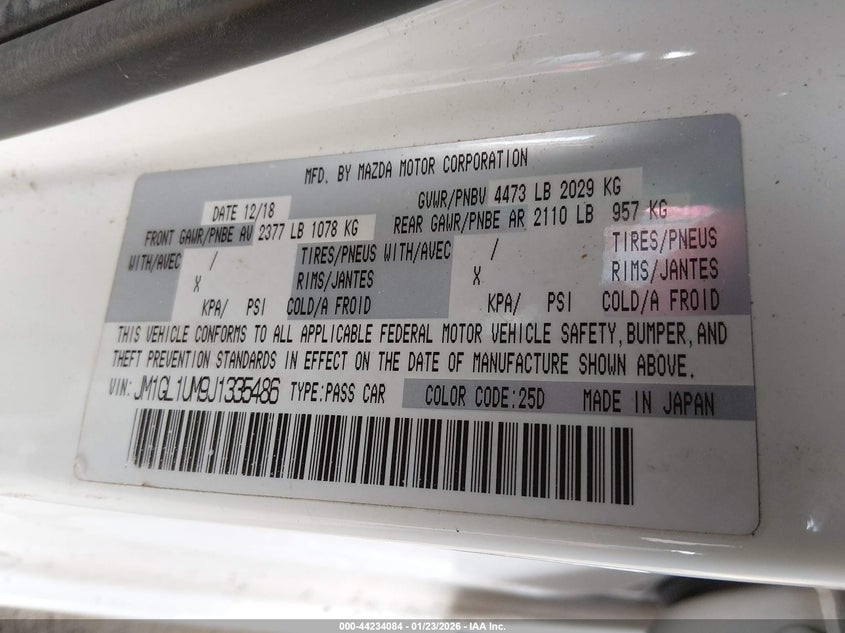 MFD. BY MAZDA MOTOR CORPORATION
DATE 12/18 GVWR/PNBV 4473 LB 2029 KG
FRONT GAWR/PNBE AV 2377 LB 1078 KG REAR GAWR/PNBE AR 2110 LB 957 KG
WITH/AVEC / TIRES/PNEUS WITH/AVEC / TIRES/PNEUS
X RIMS/JANTES X RIMS/JANTES
KPA/ PSI COLD/A FROID KPA/ PSI COLD/A FROID
THIS VEHICLE CONFORMS TO ALL APPLICABLE FEDERAL MOTOR VEHICLE SAFETY,BUMPER,AND
THEFT PREVENTION STANDARDS IN EFFECT ON THE DATE OF MANUFACTURE SHOWN ABOVE.
VIN: JM1GL1UM9J1335486 TYPE:PASS CAR COLOR CODE:25D MADE IN JAPAN
000-44234084 - 01/23/2026 - IAA Inc.